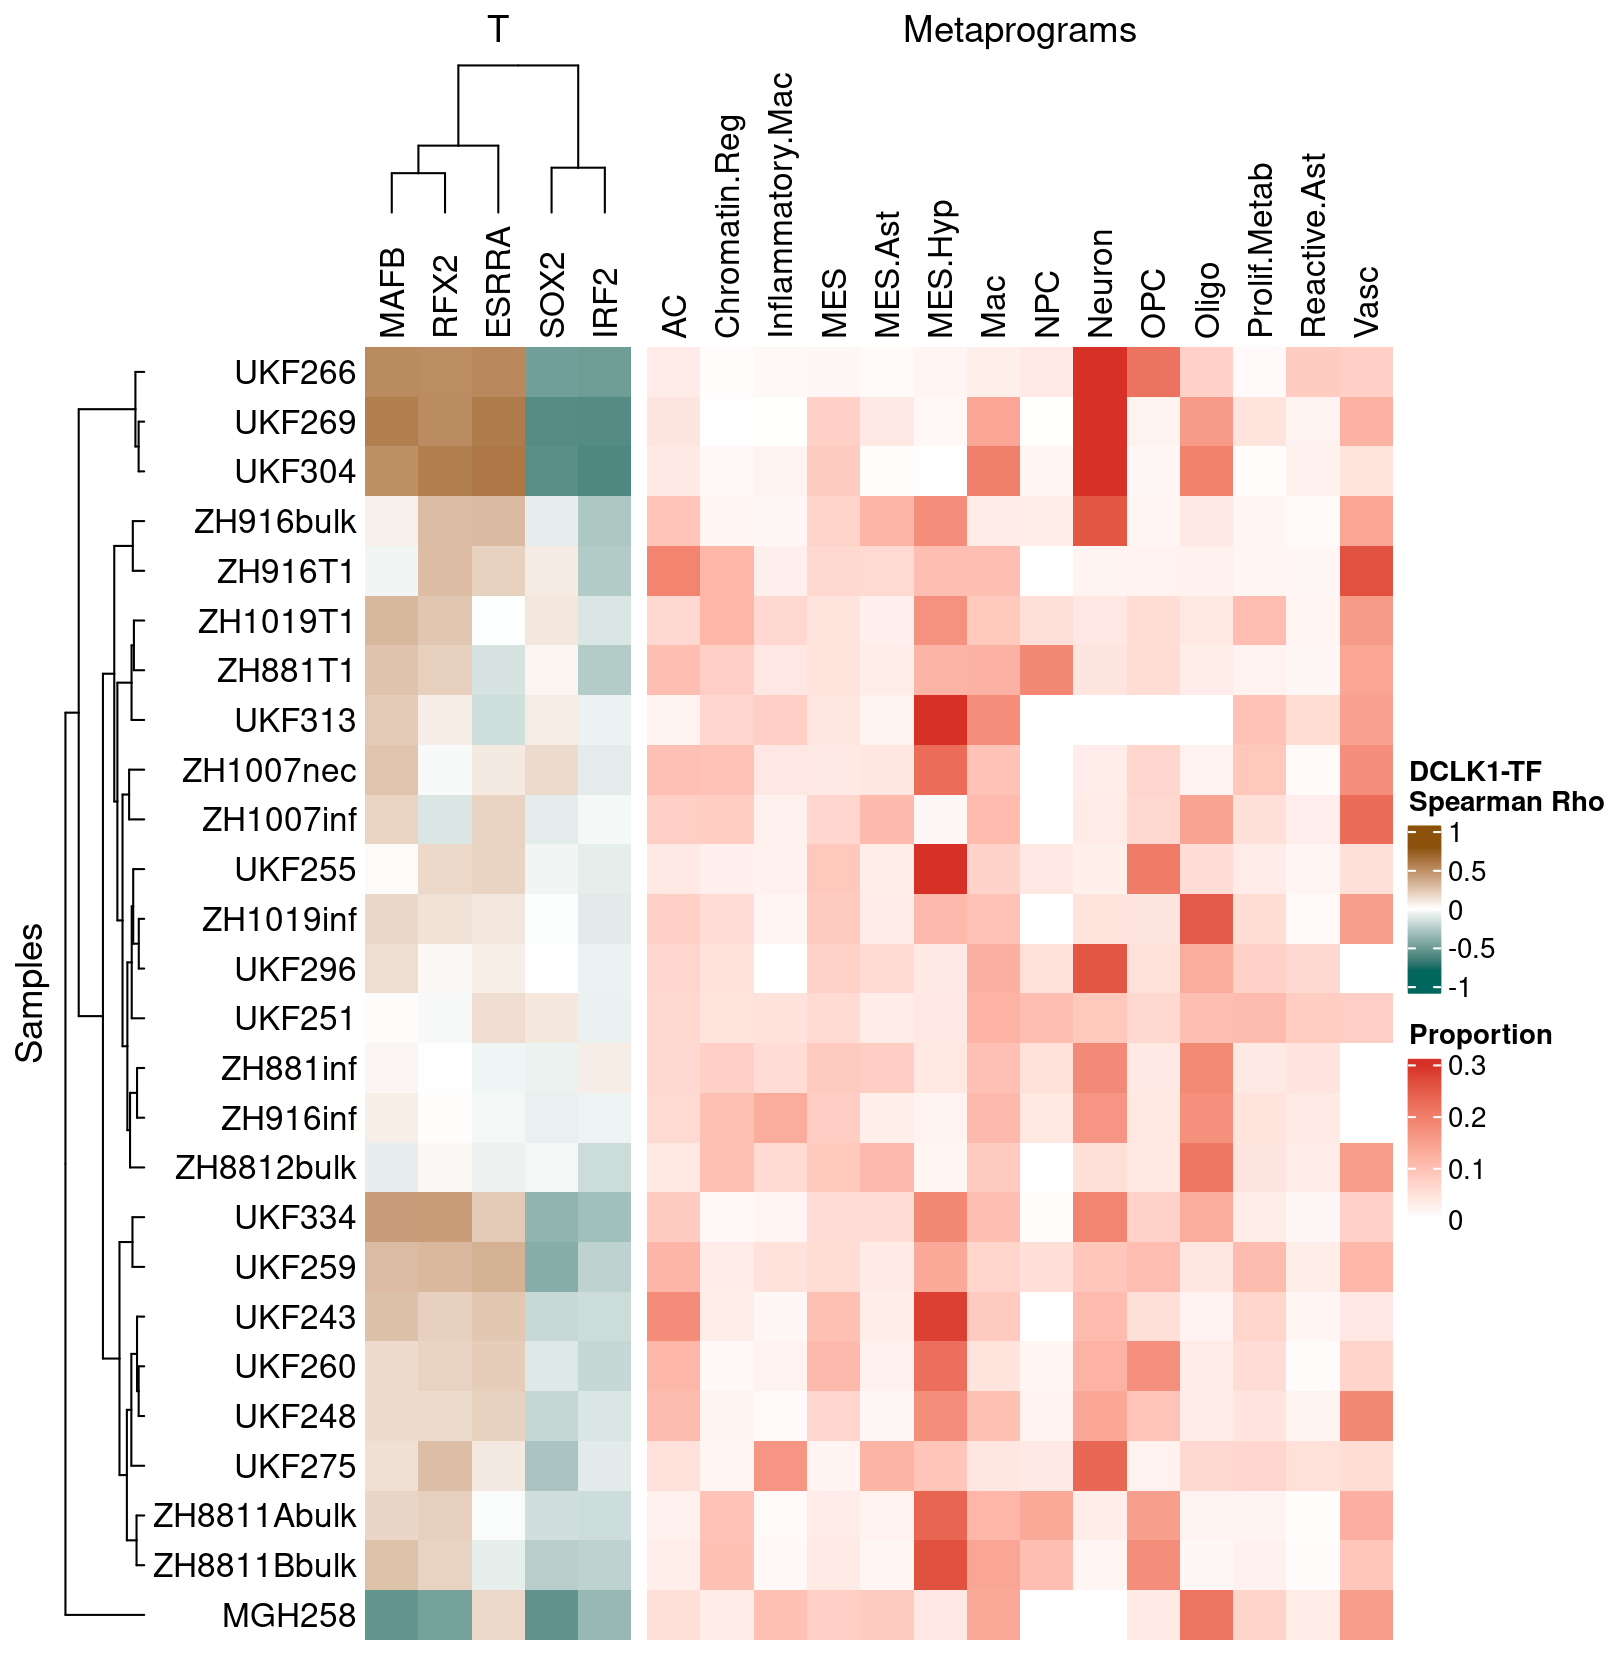 T
Metaprograms
MAFB
RFX2
ESRRA
SOX2
IRF2
AC
Chromatin.Reg
Inflammatory.Mac
MES
MES.Ast
MES.Hyp
Mac
NPC
Neuron
OPC
Oligo
Prolif.Metab
Reactive.Ast
Vasc
Samples
UKF266
UKF269
UKF304
ZH916bulk
ZH916T1
ZH1019T1
ZH881T1
UKF313
ZH1007nec
ZH1007inf
UKF255
ZH1019inf
UKF296
UKF251
ZH881inf
ZH916inf
ZH8812bulk
UKF334
UKF259
UKF243
UKF260
UKF248
UKF275
ZH8811Abulk
ZH8811Bbulk
MGH258
DCLK1-TF
Spearman Rho
1
0.5
0
-0.5
-1
Proportion
0.3
0.2
0.1
0